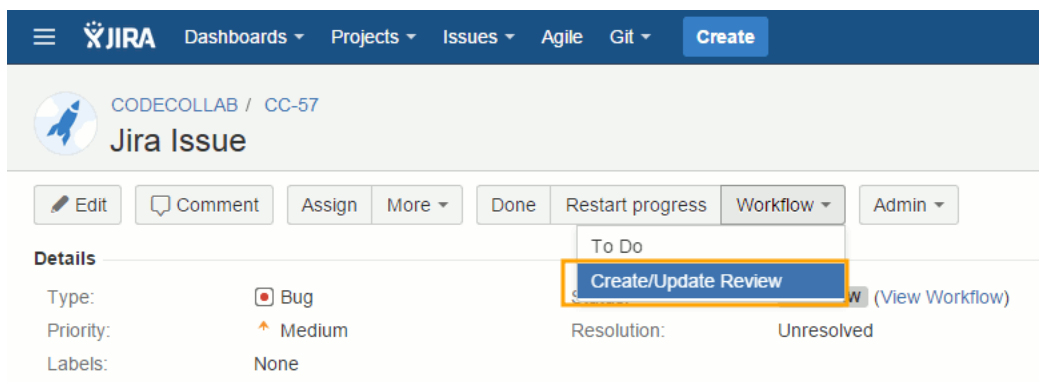 JIRA Dashboards Projects Issues Agile Git Create
CODECOLLAB / CC-57
Jira Issue
Edit Comment Assign More Done Restart progress Workflow Admin
To Do
Details
Create/Update Review
Type: Bug (View Workflow)
Priority: Medium Resolution: Unresolved
Labels: None